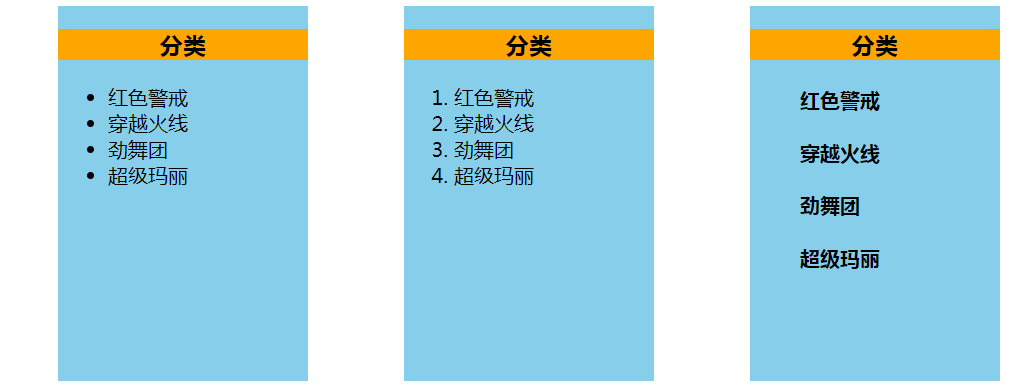 分类
• 红色警戒
• 穿越火线
• 劲舞团
• 超级玛丽
分类
1. 红色警戒
2. 穿越火线
3. 劲舞团
4. 超级玛丽
分类
红色警戒
穿越火线
劲舞团
超级玛丽